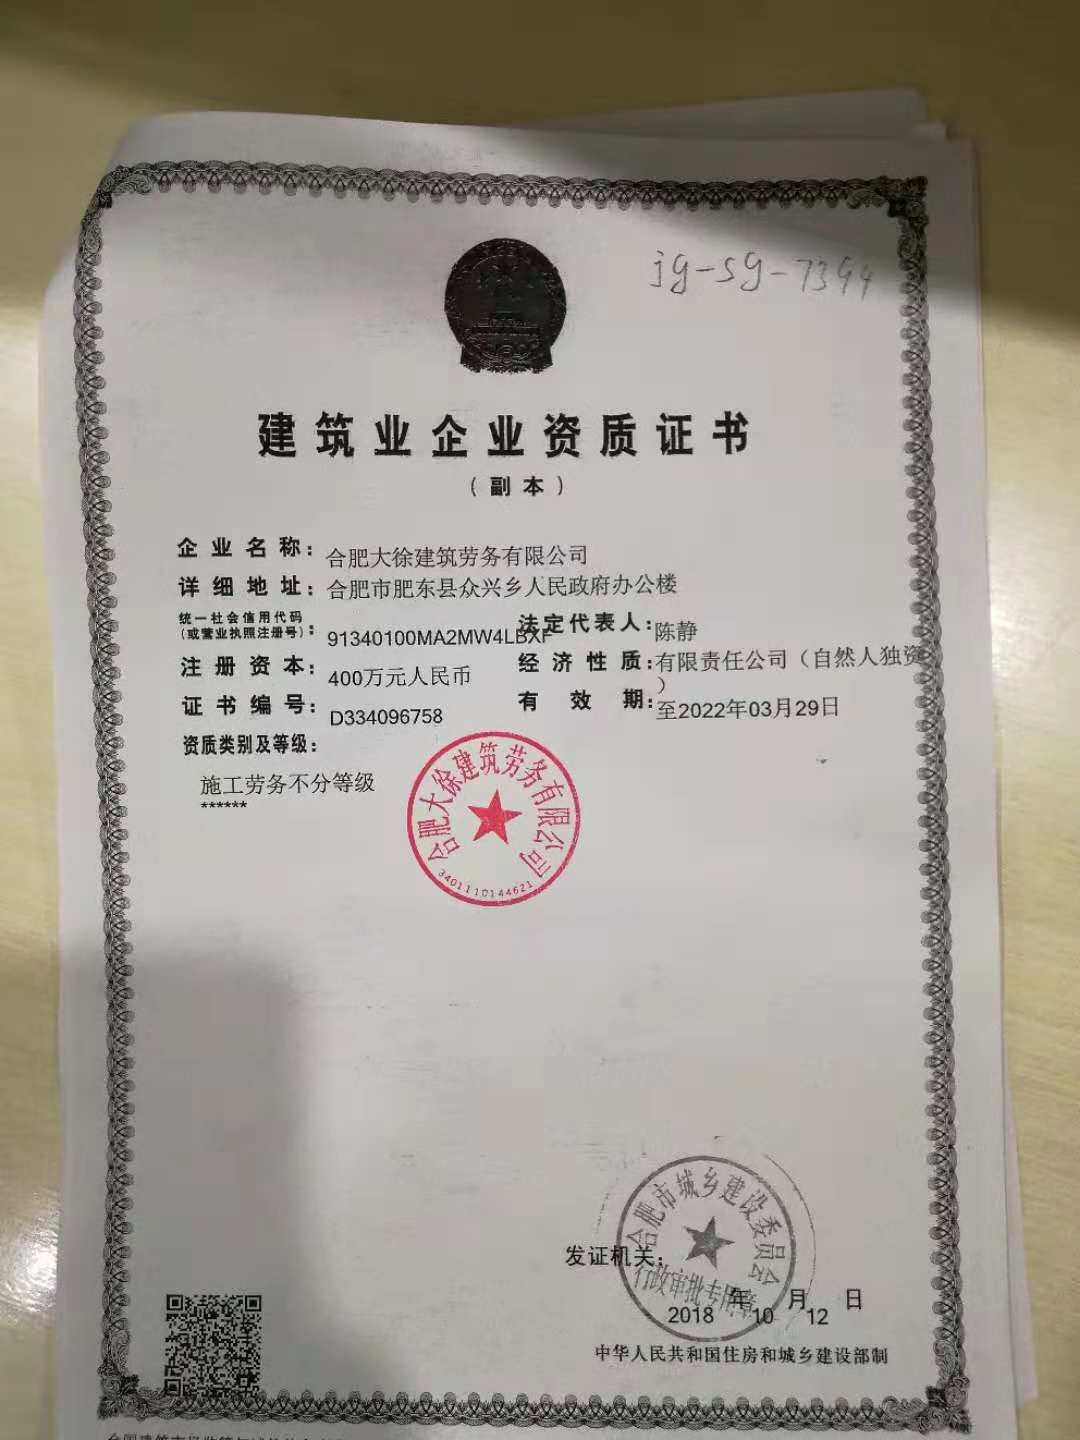 jg-sg-7394
建筑业企业资质证书
（副本）
企业名称：合肥大徐建筑劳务有限公司
详细地址：合肥市肥东县众兴乡人民政府办公楼
统一社会信用代码
（或营业执照注册号）：91340100MA2MW4LBXF 法定代表人：陈静
注册资本：400万元人民币 经济性质：有限责任公司（自然人独资
）
证书编号：D334096758 有效期：至2022年03月29日
资质类别及等级：
施工劳务不分等级
******
合肥大徐建筑劳务有限公司
3401110144621
合肥市城乡建设委员会
发证机关：
行政审批专用章
2018年10月12日
中华人民共和国住房和城乡建设部制